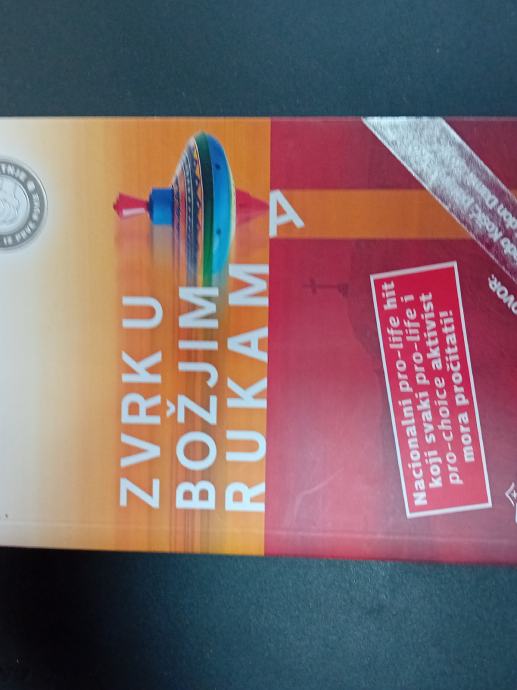 ZVRK U
BOŽJIM
RUKAMA
Nacionalni pro-life hit
koji svaki pro-life i
pro-choice aktivist
mora pročitati!